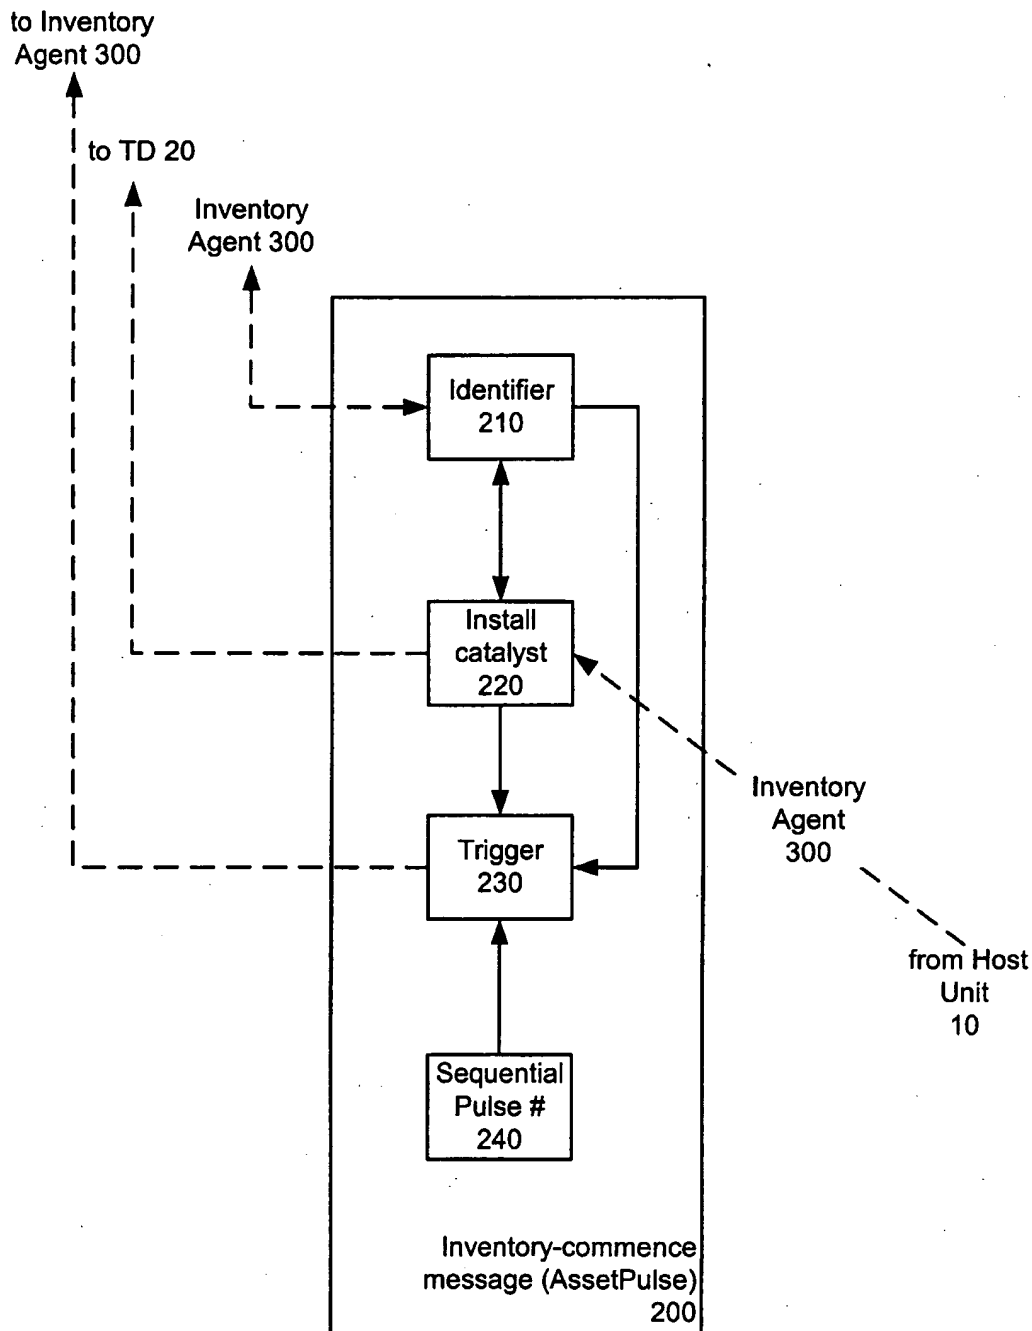 to Inventory
Agent 300
to TD 20
Inventory
Agent 300
Identifier
210
Install
catalyst
220
Trigger
230
Inventory
Agent
300
from Host
Unit
10
Sequential
Pulse #
240
Inventory-commence
message (AssetPulse)
200